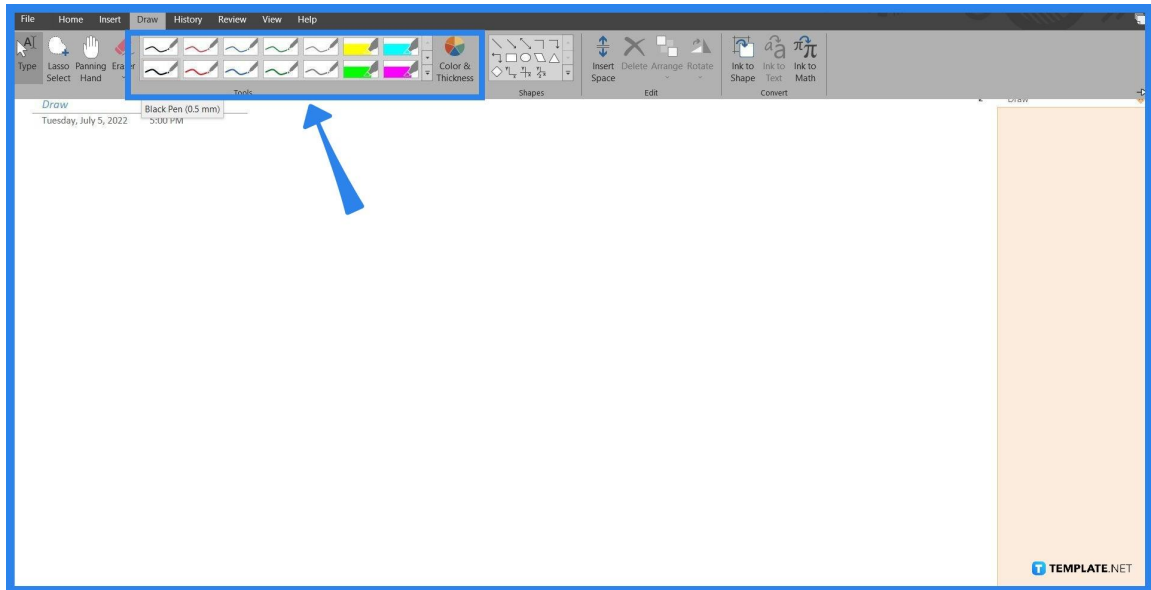 File Home Insert Draw History Review View Help
Type Lasso Select Panning Hand Eraser
Color & Thickness
Insert Space Delete Arrange Rotate
Ink to Shape Ink to Text Ink to Math
Tools Shapes Edit Convert
Draw
Black Pen (0.5 mm)
Draw
Tuesday, July 5, 2022 5:00 PM
T TEMPLATE.NET